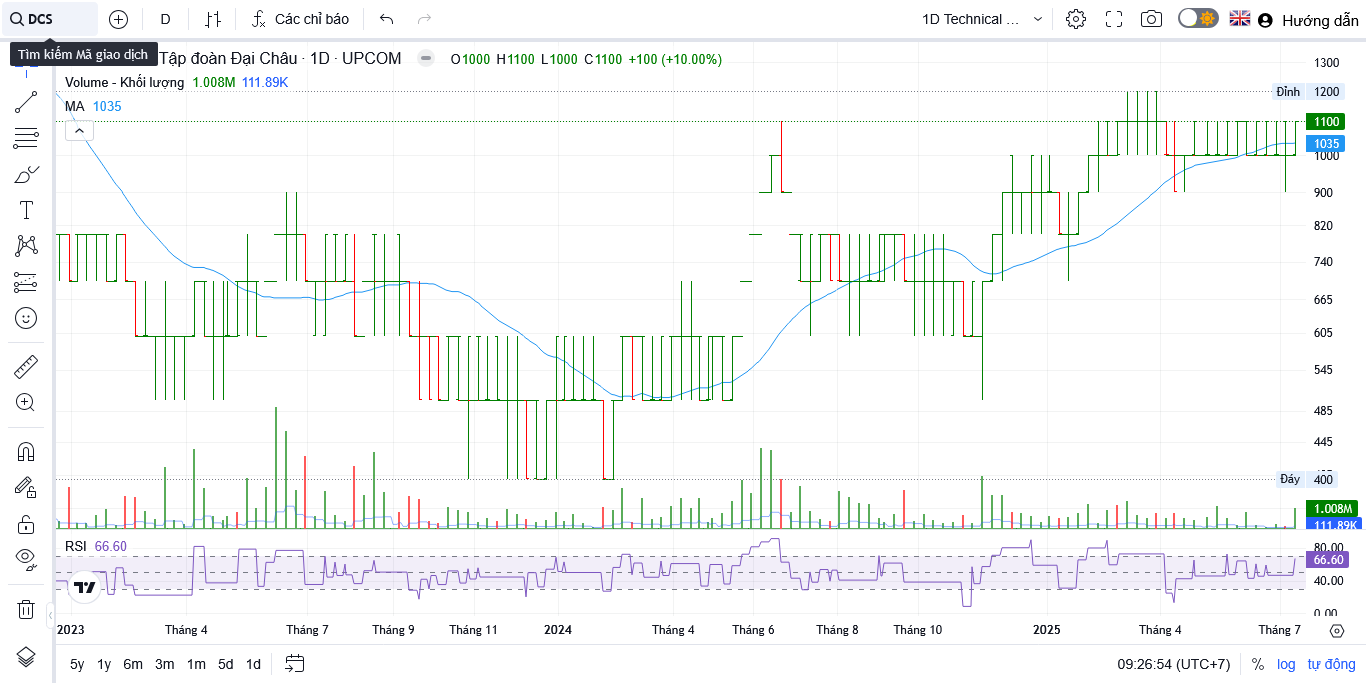 DCS
D
Các chỉ báo
1D Technical ...
Hướng dẫn
Tìm kiếm Mã giao dịch
Tập đoàn Đại Châu · 1D · UPCOM
O1000 H1100 L1000 C1100 +100 (+10.00%)
Volume - Khối lượng 1.008M 111.89K
MA 1035
1300
Đỉnh 1200
1100
1035
1000
900
820
740
665
605
545
485
445
Đáy 400
1.008M
111.89K
RSI 66.60
80.00
66.60
40.00
0.00
2023 Tháng 4 Tháng 7 Tháng 9 Tháng 11 2024 Tháng 4 Tháng 6 Tháng 8 Tháng 10 2025 Tháng 4 Tháng 7
5y 1y 6m 3m 1m 5d 1d
09:26:54 (UTC+7) % log tự động